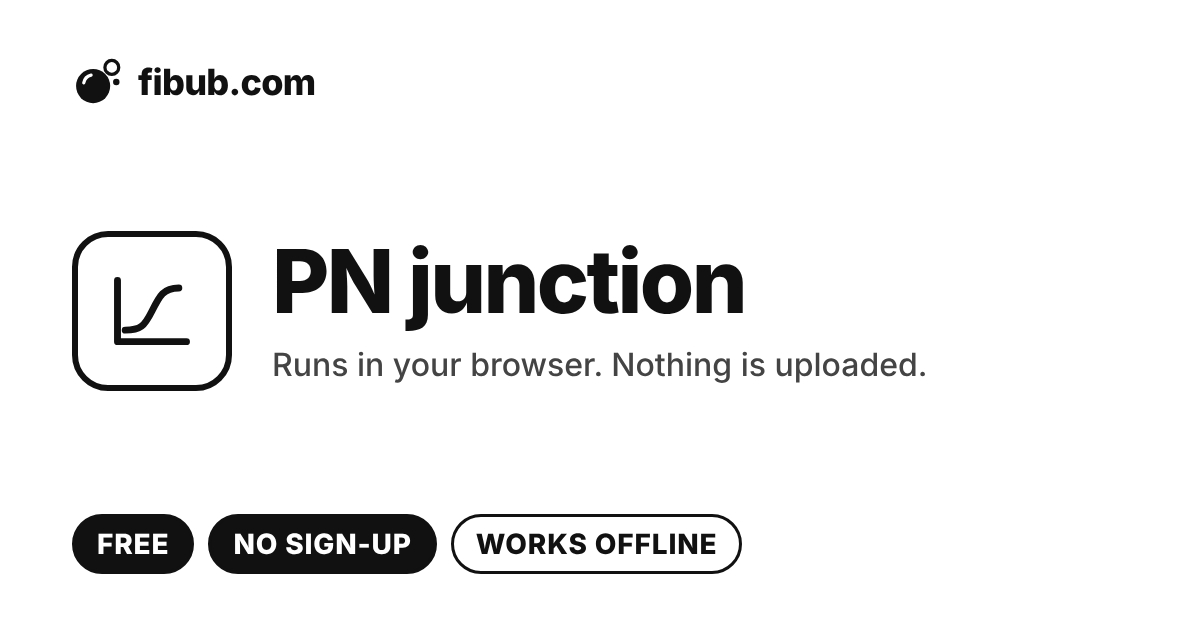 fibub.com
PN junction
Runs in your browser. Nothing is uploaded.
FREE
NO SIGN-UP
WORKS OFFLINE